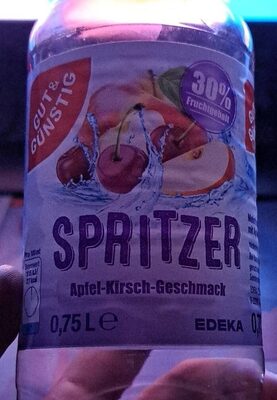 GUT&
GÜNSTIG
30%
Fruchtgehalt
SPRITZER
Apfel-Kirsch-Geschmack
0,75 L e
EDEKA